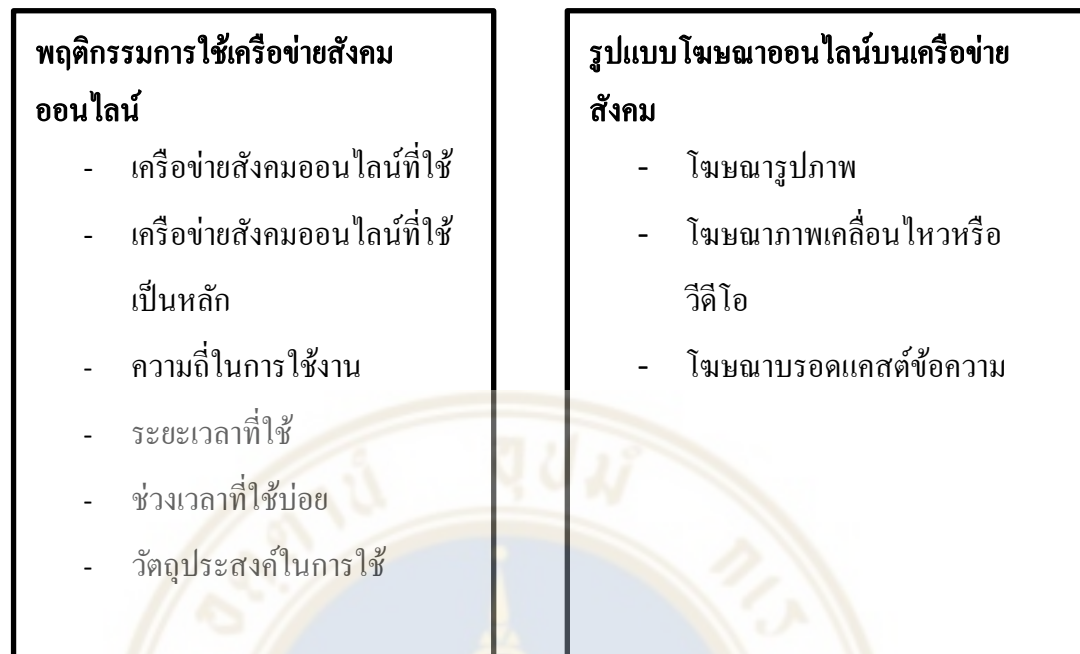 พฤติกรรมการใช้เครือข่ายสังคม
ออนไลน์
- เครือข่ายสังคมออนไลน์ที่ใช้
- เครือข่ายสังคมออนไลน์ที่ใช้
เป็นหลัก
- ความถี่ในการใช้งาน
- ระยะเวลาที่ใช้
- ช่วงเวลาที่ใช้บ่อย
- วัตถุประสงค์ในการใช้
รูปแบบโฆษณาออนไลน์บนเครือข่าย
สังคม
- โฆษณารูปภาพ
- โฆษณาภาพเคลื่อนไหวหรือ
วีดีโอ
- โฆษณาบรอดแคสต์ข้อความ